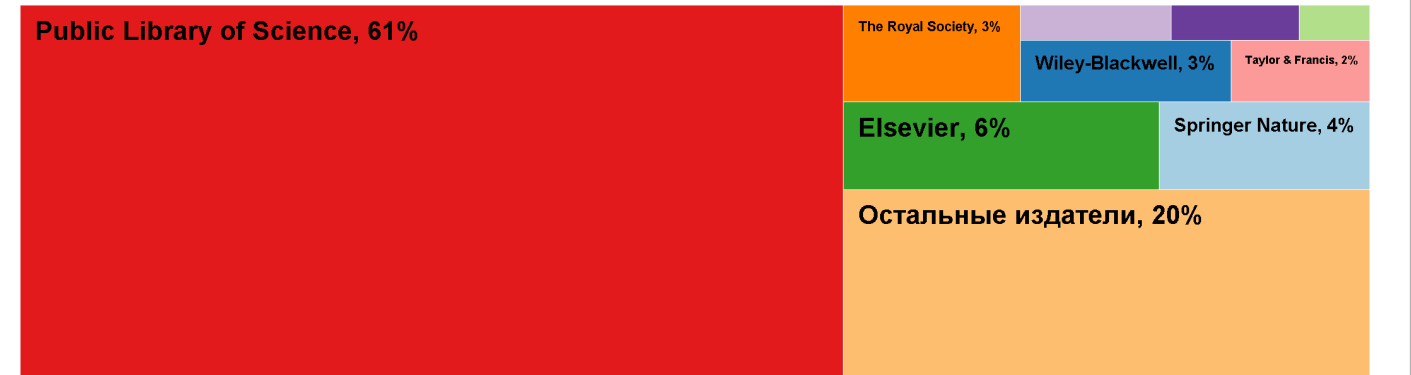 Public Library of Science, 61%
The Royal Society, 3%
Wiley-Blackwell, 3%
Taylor & Francis, 2%
Elsevier, 6%
Springer Nature, 4%
Остальные издатели, 20%